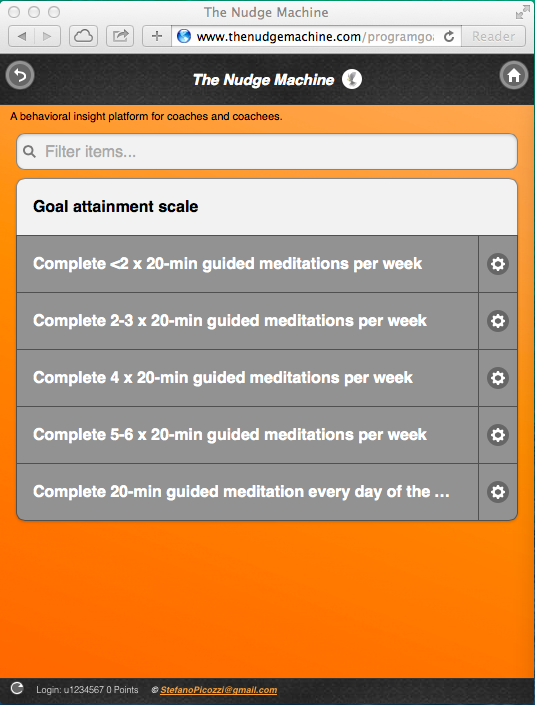 The Nudge Machine
www.thenudgemachine.com/programgoa
Reader
The Nudge Machine
A behavioral insight platform for coaches and coachees.
Filter items...
Goal attainment scale
Complete <2 x 20-min guided meditations per week
Complete 2-3 x 20-min guided meditations per week
Complete 4 x 20-min guided meditations per week
Complete 5-6 x 20-min guided meditations per week
Complete 20-min guided meditation every day of the ...
Login: u1234567 0 Points © StefanoPicozzi@gmail.com